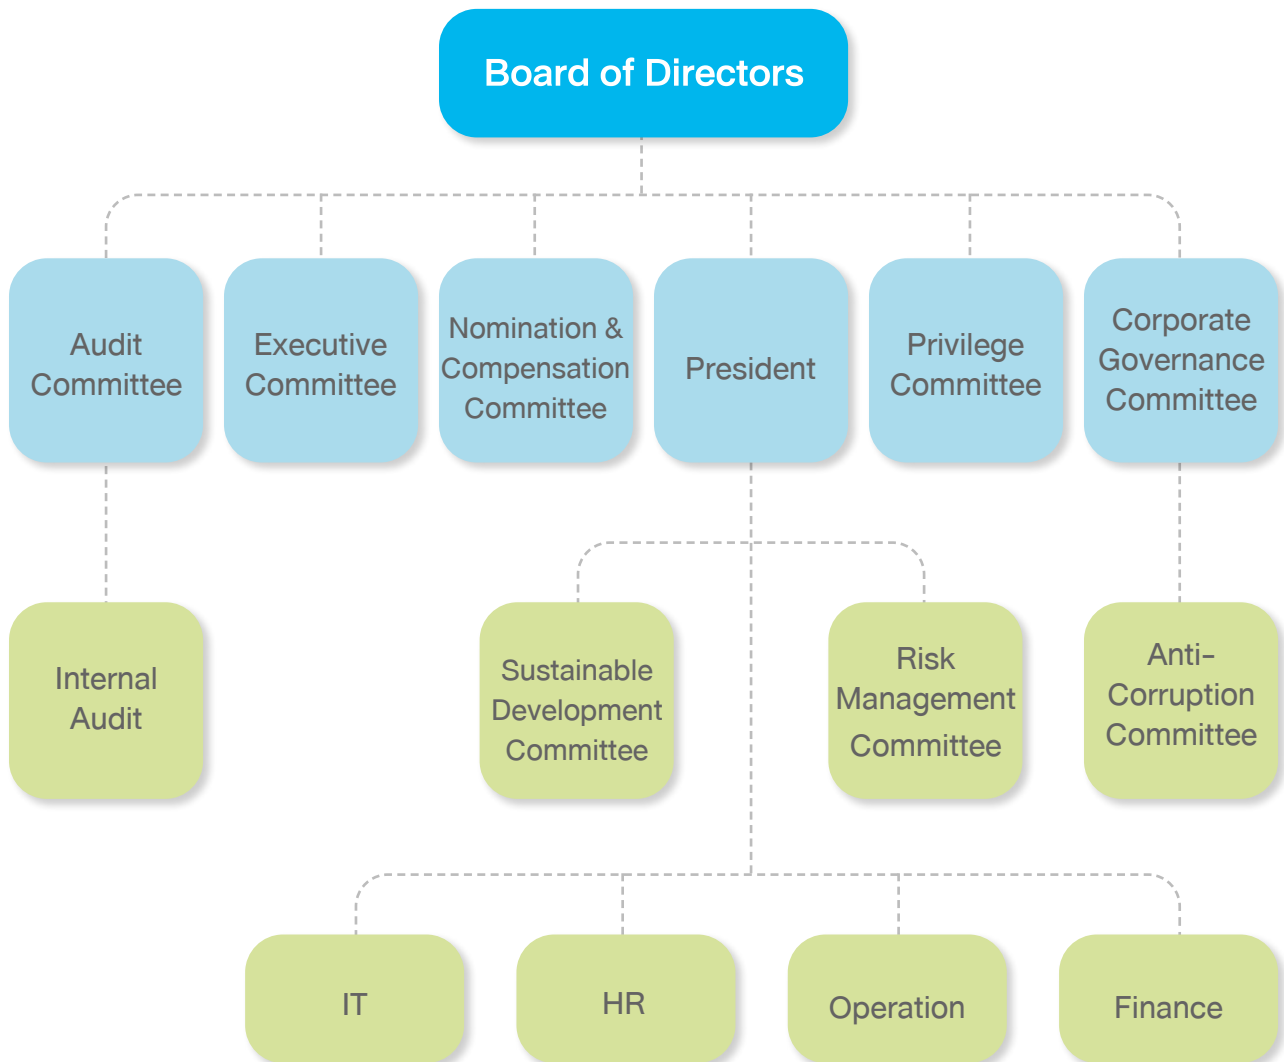 Board of Directors
Audit
Committee
Executive
Committee
Nomination &
Compensation
Committee
President
Privilege
Committee
Corporate
Governance
Committee
Internal
Audit
Sustainable
Development
Committee
Risk
Management
Committee
Anti-
Corruption
Committee
IT
HR
Operation
Finance